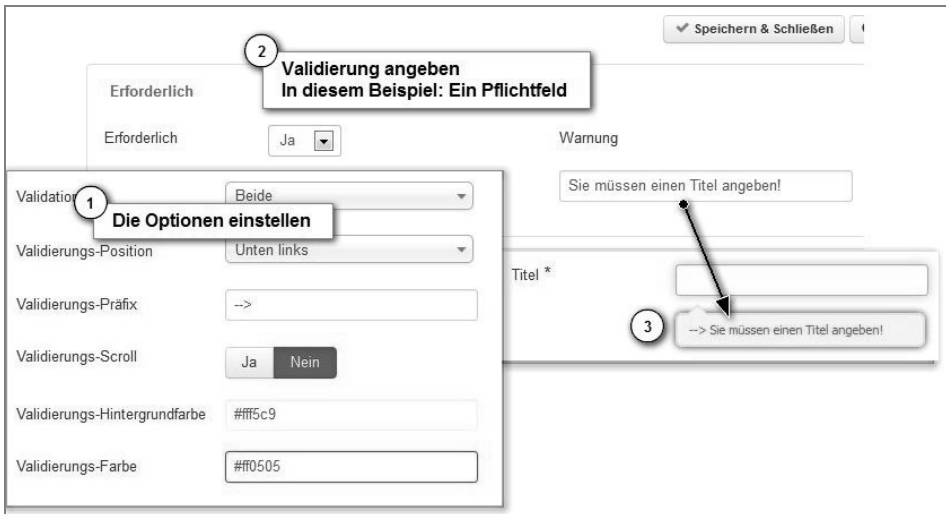 Speichern & Schließen
2
Validierung angeben
In diesem Beispiel: Ein Pflichtfeld
Erforderlich
Erforderlich
Ja
Warnung
Sie müssen einen Titel angeben!
Validation
Beide
1
Die Optionen einstellen
Validierungs-Position
Unten links
Validierungs-Präfix
-->
Validierungs-Scroll
Ja Nein
Validierungs-Hintergrundfarbe
#fff5c9
Validierungs-Farbe
#ff0505
Titel *
3
--> Sie müssen einen Titel angeben!